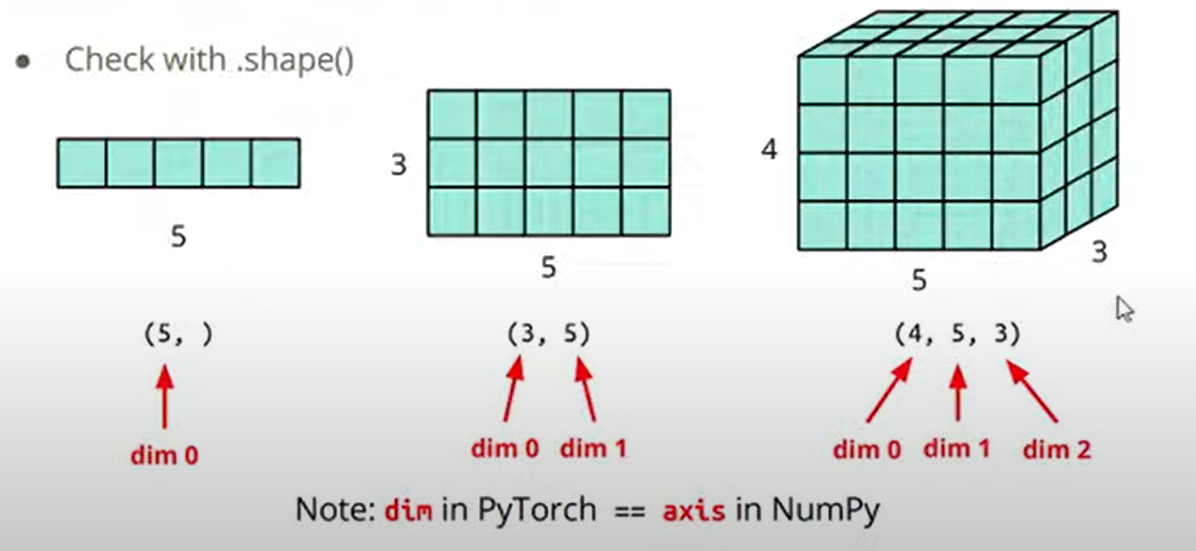 • Check with .shape()
5
3
5
4
5
3
(5, )
(3, 5)
(4, 5, 3)
dim 0
dim 0 dim 1
dim 0 dim 1 dim 2
Note: dim in PyTorch == axis in NumPy